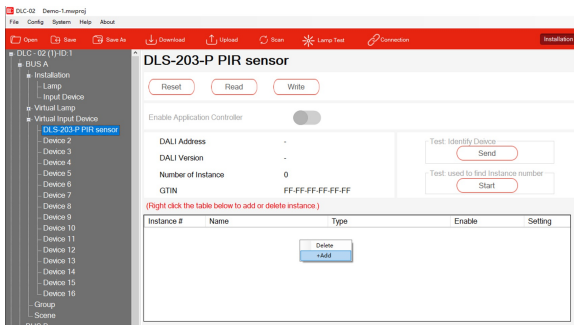 DLC-02 Demo-1.mwproj
File Config System Help About
Open Save Save As Download Upload Scan Lamp Test Connection Installation
DLC - 02 (1)-ID:1
BUS A
Installation
Lamp
Input Device
Virtual Lamp
Virtual Input Device
DLS-203-P PIR sensor
Device 2
Device 3
Device 4
Device 5
Device 6
Device 7
Device 8
Device 9
Device 10
Device 11
Device 12
Device 13
Device 14
Device 15
Device 16
Group
Scene
DLS-203-P PIR sensor
Reset Read Write
Enable Application Controller
DALI Address -
DALI Version -
Number of Instance 0
GTIN FF-FF-FF-FF-FF-FF
Test: Identify Device
Send
Test: used to find instance number
Start
(Right click the table below to add or delete instance )
Instance # Name Type Enable Setting
Delete
+Add